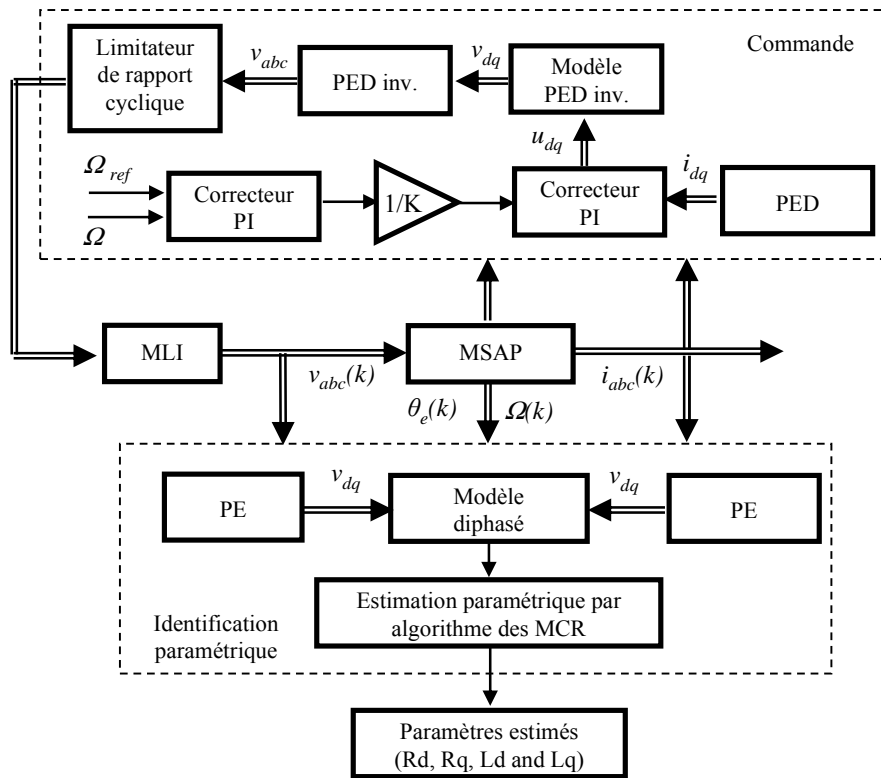 Commande
Limitateur
de rapport
cyclique
v_abc
PED inv.
v_dq
Modèle
PED inv.
u_dq
Ω_ref
Ω
Correcteur
PI
1/K
Correcteur
PI
i_dq
PED
MLI
v_abc(k)
MSAP
i_abc(k)
θ_e(k)
Ω(k)
PE
v_dq
Modèle
diphasé
v_dq
PE
Identification
paramétrique
Estimation paramétrique par
algorithme des MCR
Paramètres estimés
(Rd, Rq, Ld and Lq)